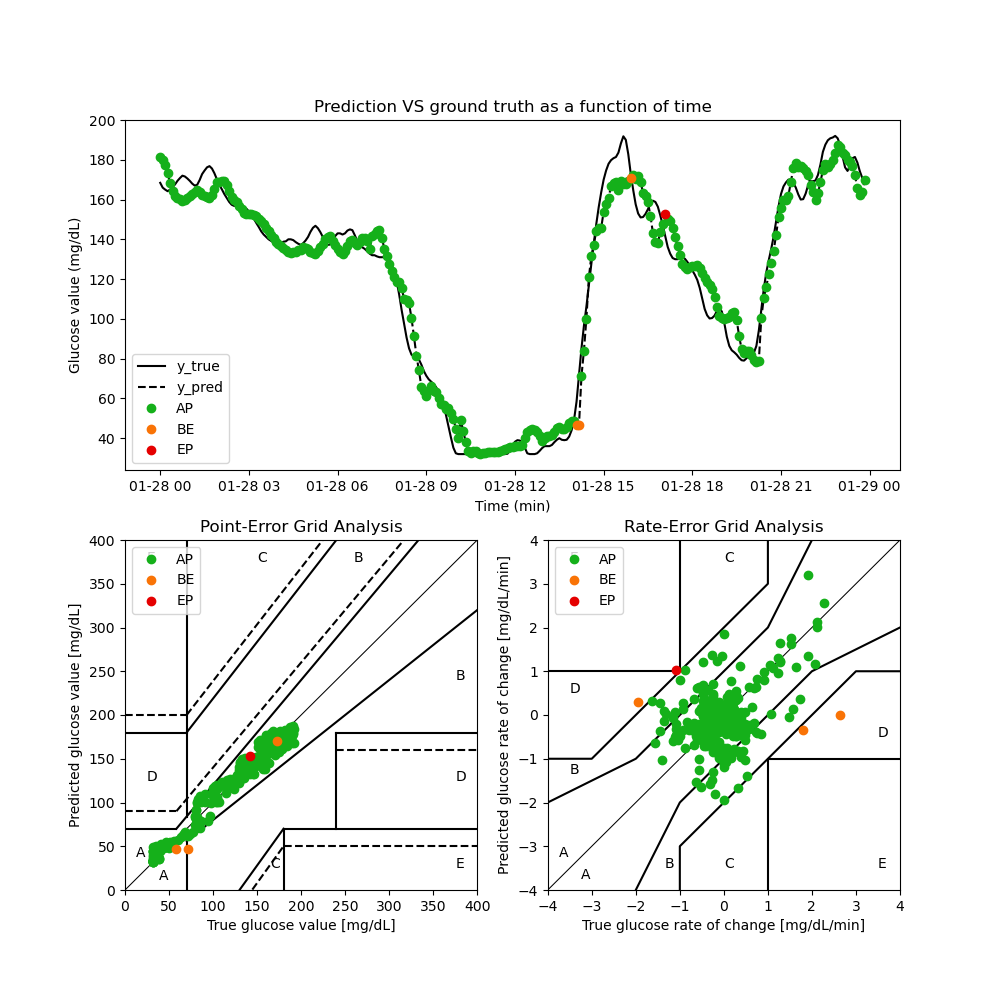 Prediction VS ground truth as a function of time
Glucose value (mg/dL)
200
180
160
140
120
100
80
60
40
y_true
y_pred
AP
BE
EP
01-28 00 01-28 03 01-28 06 01-28 09 01-28 12 01-28 15 01-28 18 01-28 21 01-29 00
Time (min)
Point-Error Grid Analysis
Predicted glucose value [mg/dL]
400
350
300
250
200
150
100
50
0
AP
BE
EP
C
B
B
D
D
A
A
C
E
0 50 100 150 200 250 300 350 400
True glucose value [mg/dL]
Rate-Error Grid Analysis
Predicted glucose rate of change [mg/dL/min]
4
3
2
1
0
−1
−2
−3
−4
AP
BE
EP
C
D
D
B
A
A
B
C
E
−4 −3 −2 −1 0 1 2 3 4
True glucose rate of change [mg/dL/min]